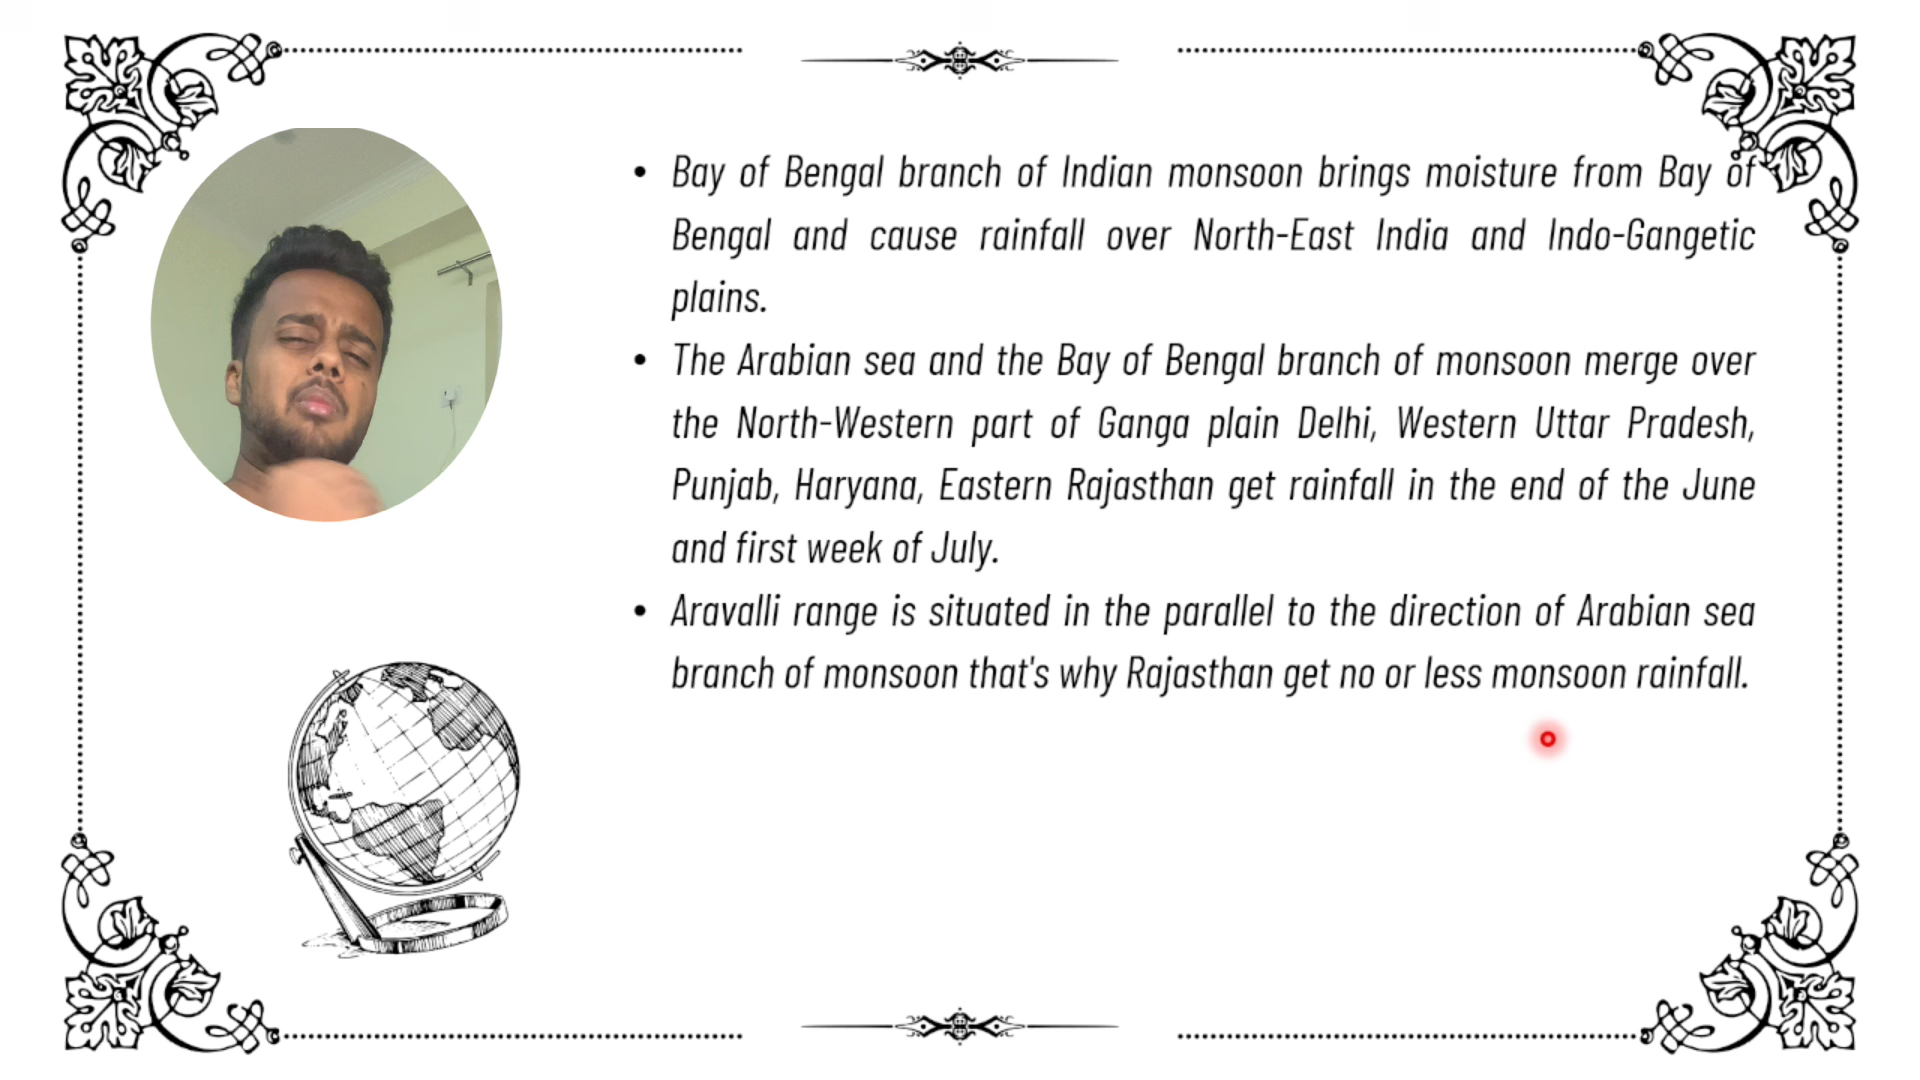 • Bay of Bengal branch of Indian monsoon brings moisture from Bay of
Bengal and cause rainfall over North-East India and Indo-Gangetic
plains.
• The Arabian sea and the Bay of Bengal branch of monsoon merge over
the North-Western part of Ganga plain Delhi, Western Uttar Pradesh,
Punjab, Haryana, Eastern Rajasthan get rainfall in the end of the June
and first week of July.
• Aravalli range is situated in the parallel to the direction of Arabian sea
branch of monsoon that's why Rajasthan get no or less monsoon rainfall.